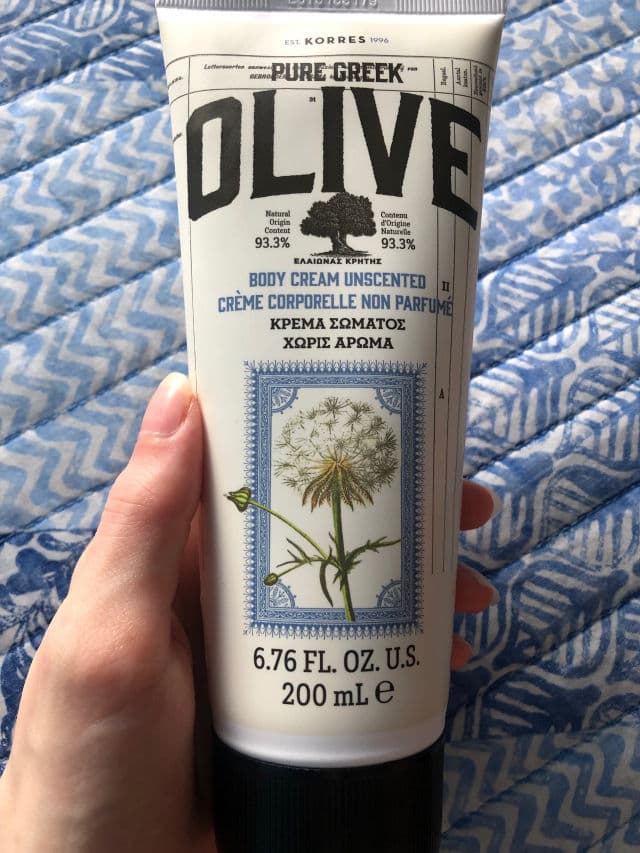 EST. KORRES 1996
PURE GREEK
OLIVE
Natural
Origin
Content
93.3%
Contenu
d'Origine
Naturelle
93.3%
ΕΛΑΙΩΝΑΣ ΚΡΗΤΗΣ
BODY CREAM UNSCENTED
CRÈME CORPORELLE NON PARFUMÉ
ΚΡΕΜΑ ΣΩΜΑΤΟΣ
ΧΩΡΙΣ ΑΡΩΜΑ
II
A
6.76 FL. OZ. U.S.
200 mL e